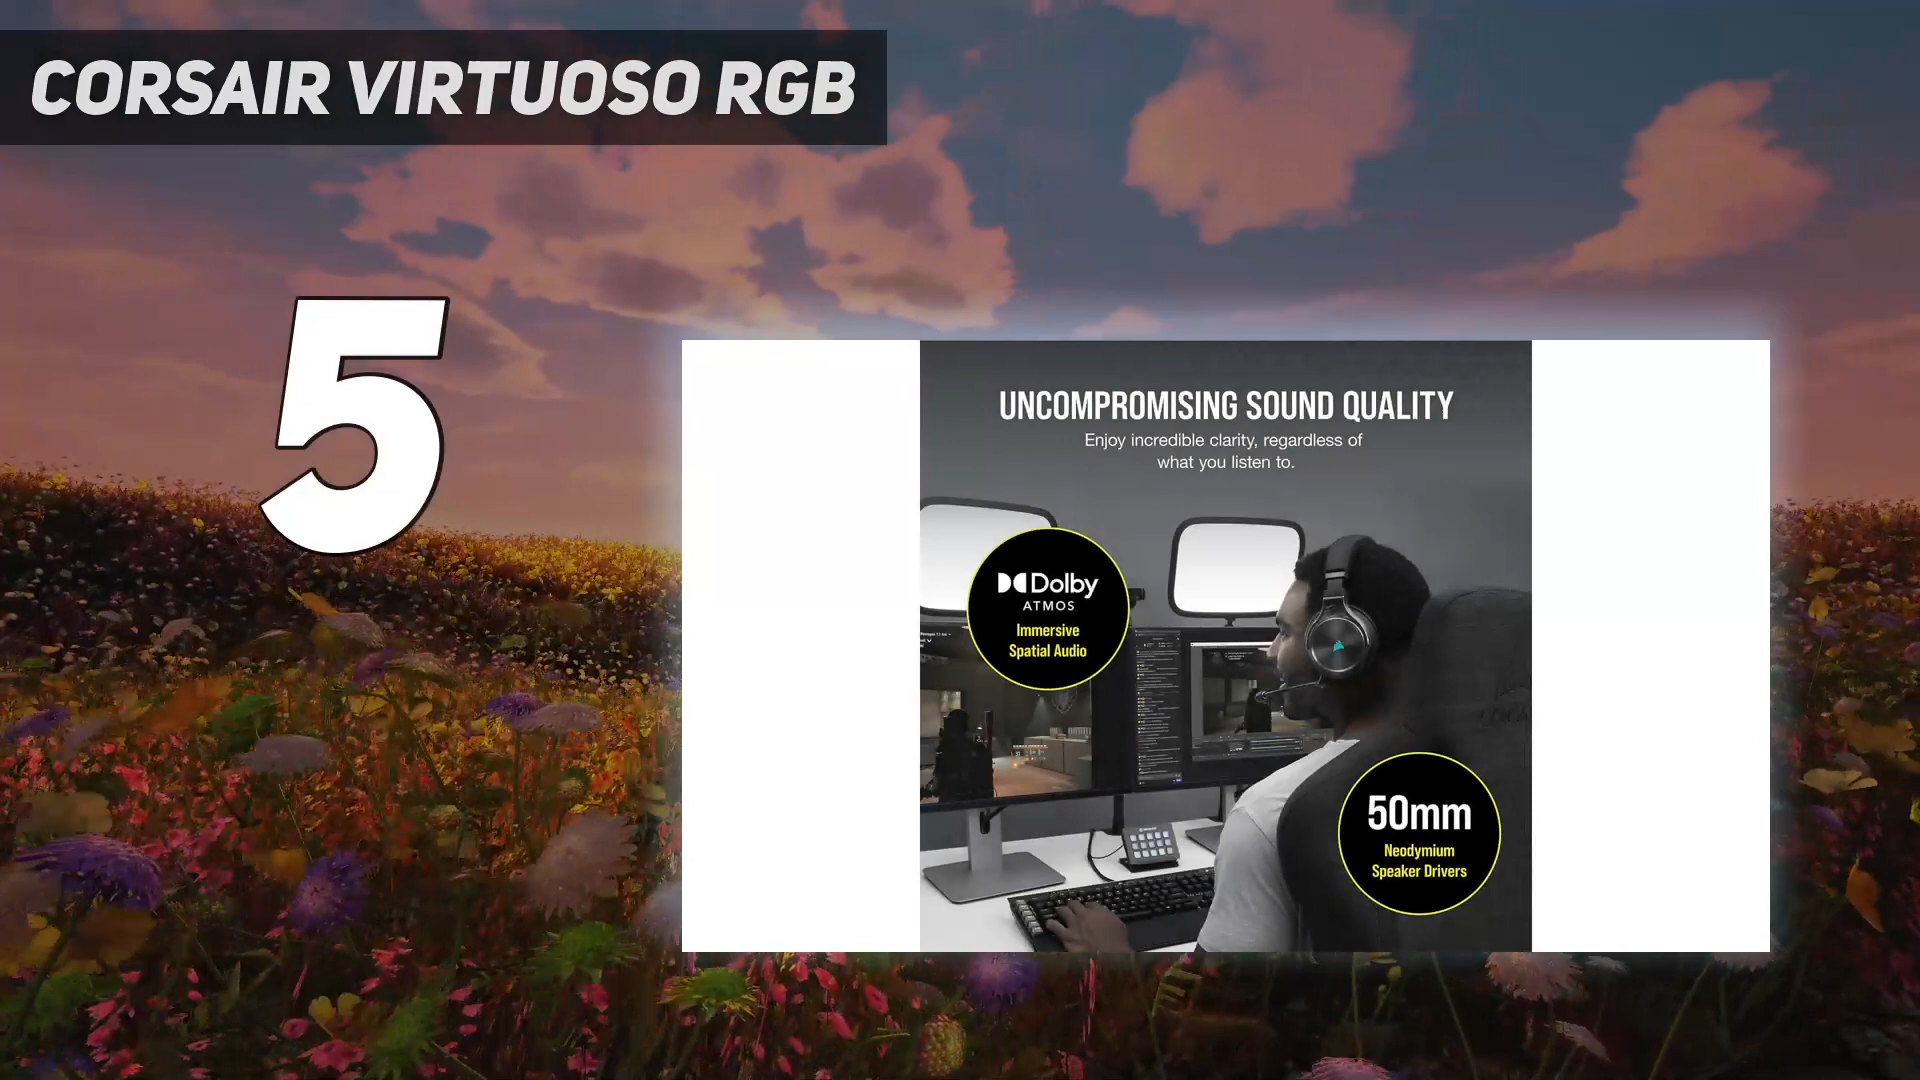 CORSAIR VIRTUOSO RGB
5
UNCOMPROMISING SOUND QUALITY
Enjoy incredible clarity, regardless of
what you listen to.
Dolby
ATMOS
Immersive
Spatial Audio
50mm
Neodymium
Speaker Drivers